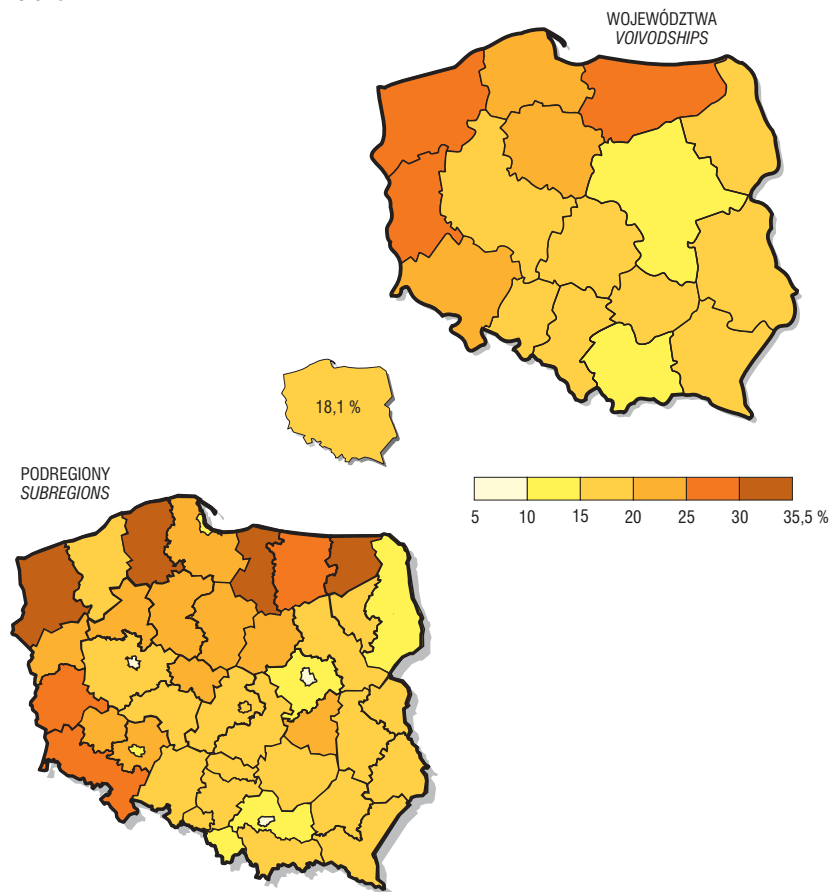 WOJEWÓDZTWA
VOIVODSHIPS
18,1 %
PODREGIONY
SUBREGIONS
5 10 15 20 25 30 35,5 %